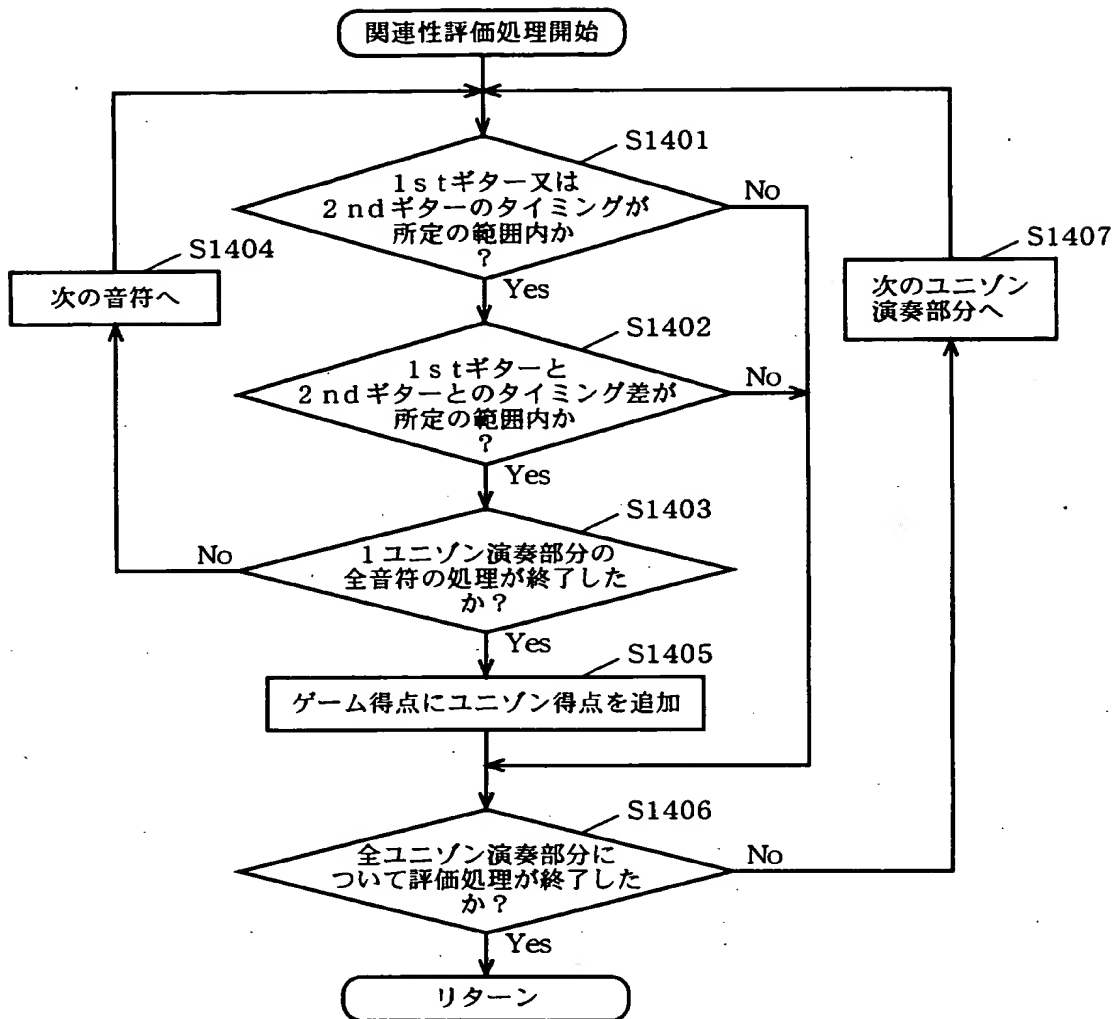 関連性評価処理開始
S1401
1stギター又は
2ndギターのタイミングが
所定の範囲内か
?
No
Yes
S1404
次の音符へ
S1407
次のユニゾン
演奏部分へ
S1402
1stギターと
2ndギターとのタイミング差が
所定の範囲内か
?
No
Yes
S1403
1ユニゾン演奏部分の
全音符の処理が終了した
か?
No
Yes
S1405
ゲーム得点にユニゾン得点を追加
S1406
全ユニゾン演奏部分に
ついて評価処理が終了した
か?
No
Yes
リターン